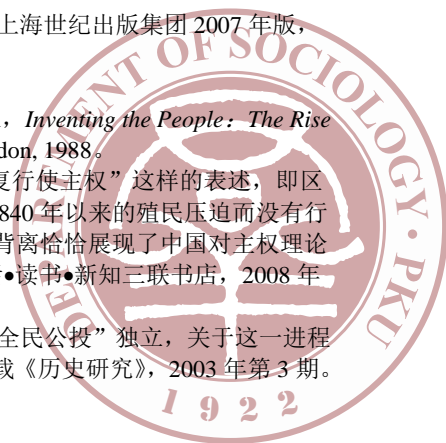 上海世纪出版集团 2007 年版，
，Inventing the People：The Rise
don, 1988。
复行使主权”这样的表述，即区
840 年以来的殖民压迫而没有行
背离恰恰展现了中国对主权理论
•读书•新知三联书店，2008 年
全民公投”独立，关于这一进程
载《历史研究》，2003 年第 3 期。
DEPARTMENT OF SOCIOLOGY • PKU
1922